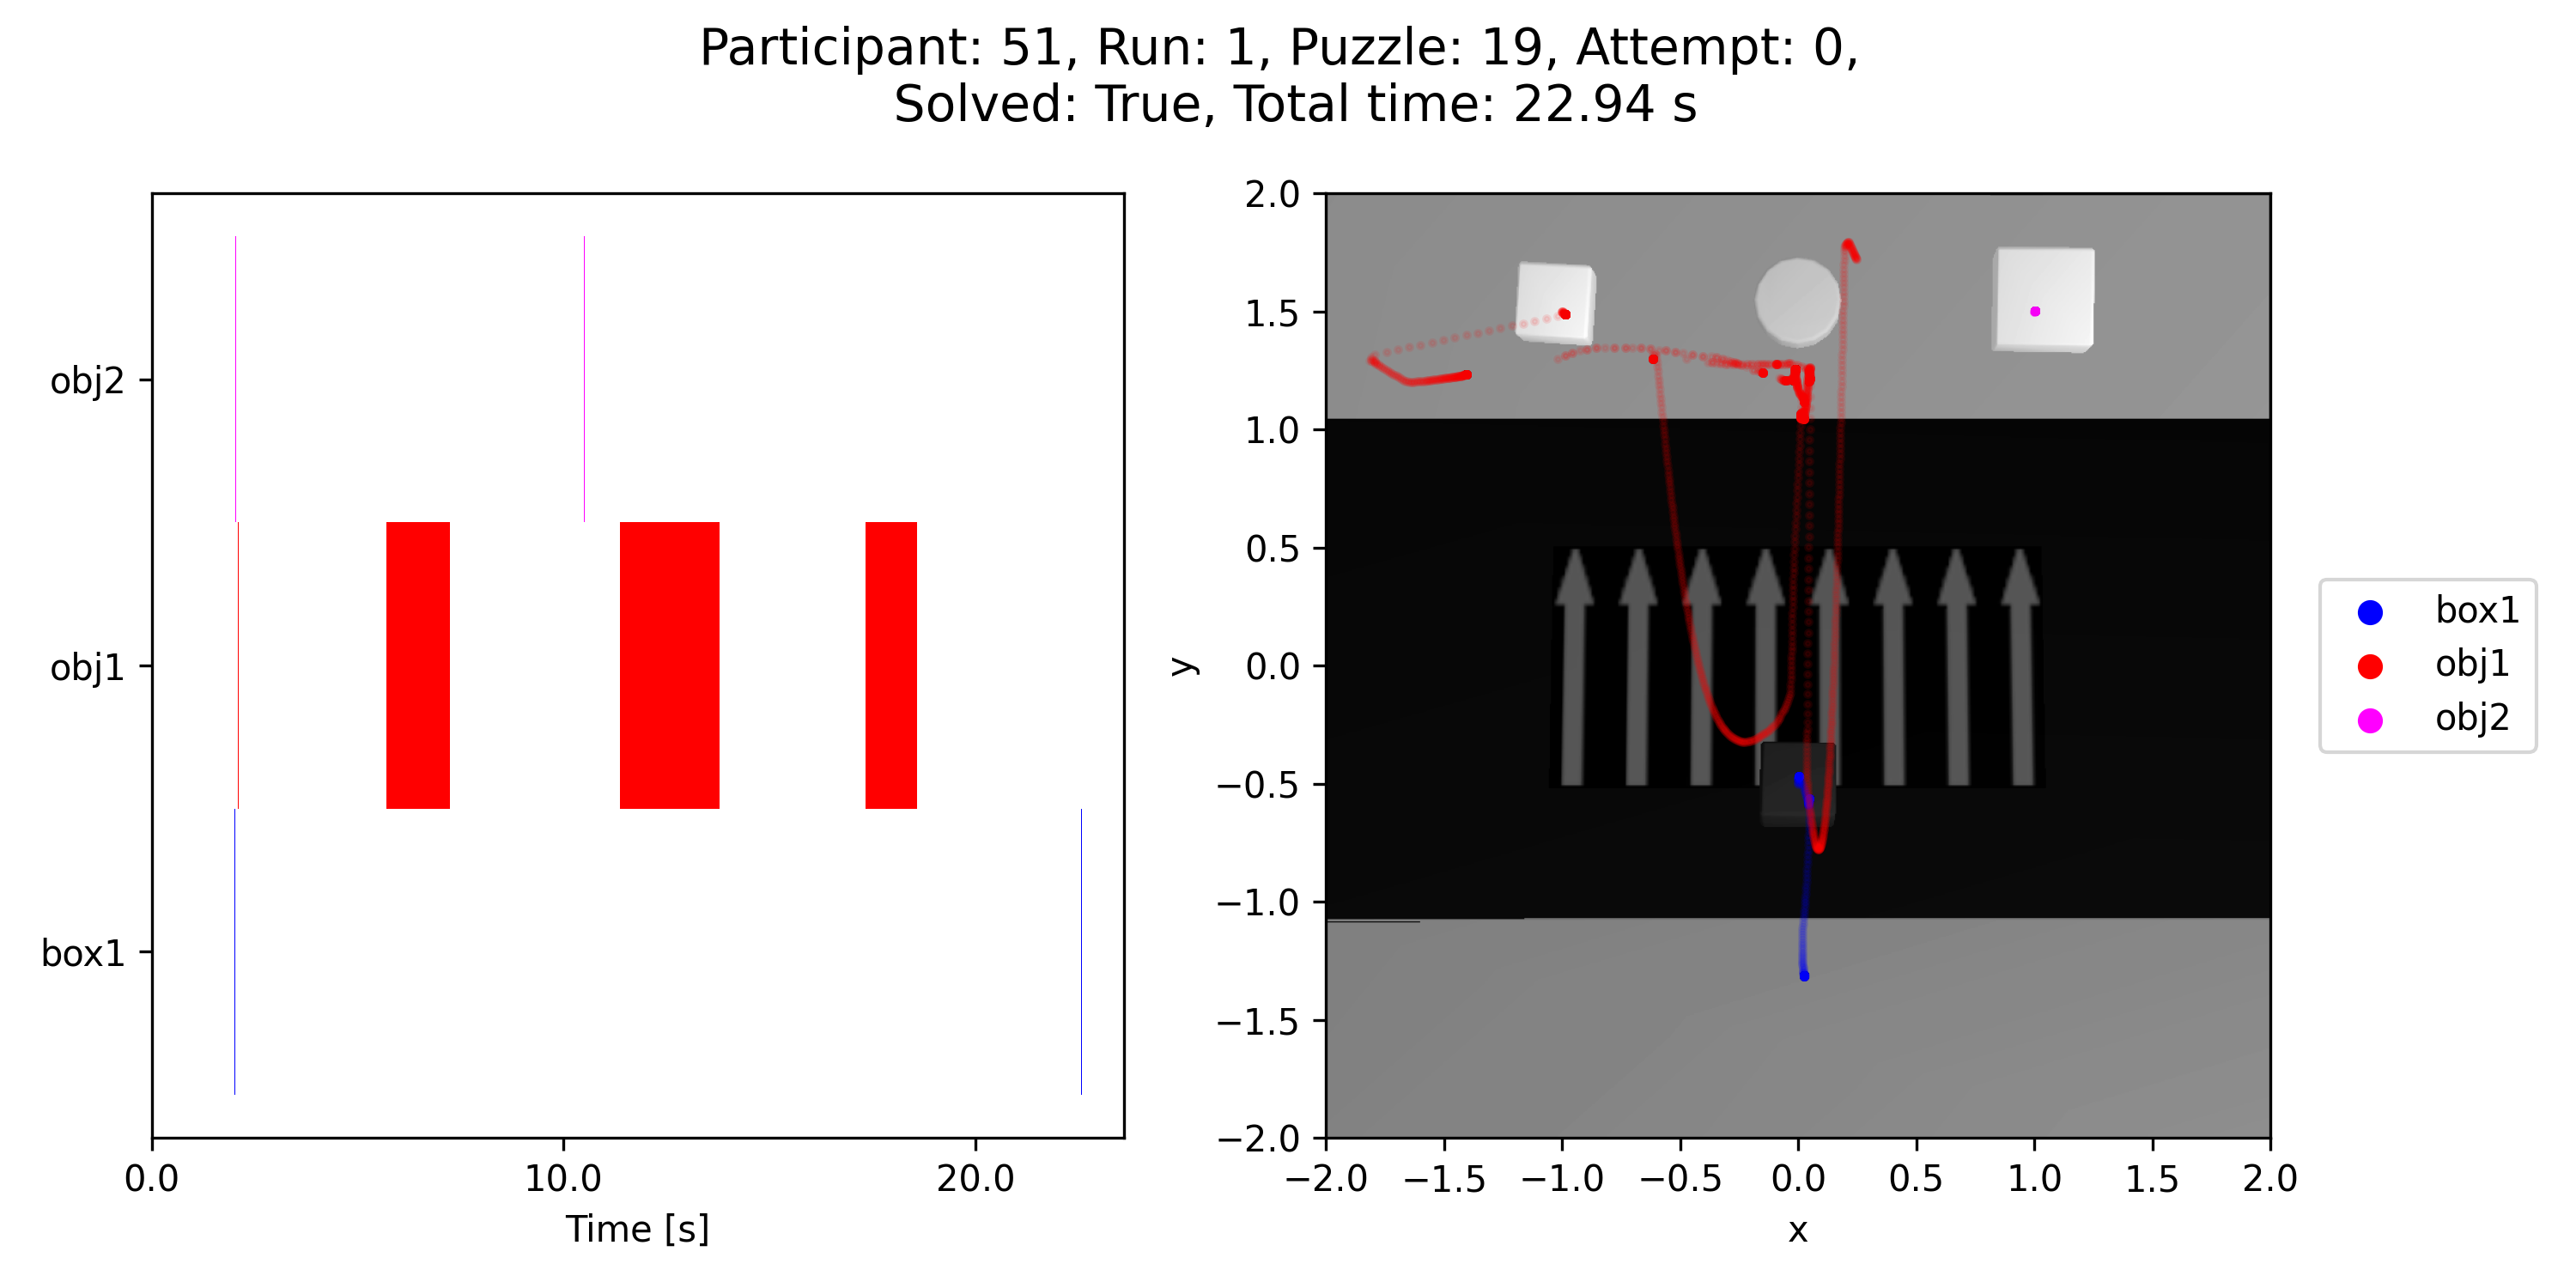 Participant: 51, Run: 1, Puzzle: 19, Attempt: 0,
Solved: True, Total time: 22.94 s
obj2
obj1
box1
0.0 10.0 20.0
Time [s]
2.0
1.5
1.0
0.5
0.0
−0.5
−1.0
−1.5
−2.0
y
−2.0 −1.5 −1.0 −0.5 0.0 0.5 1.0 1.5 2.0
x
box1
obj1
obj2